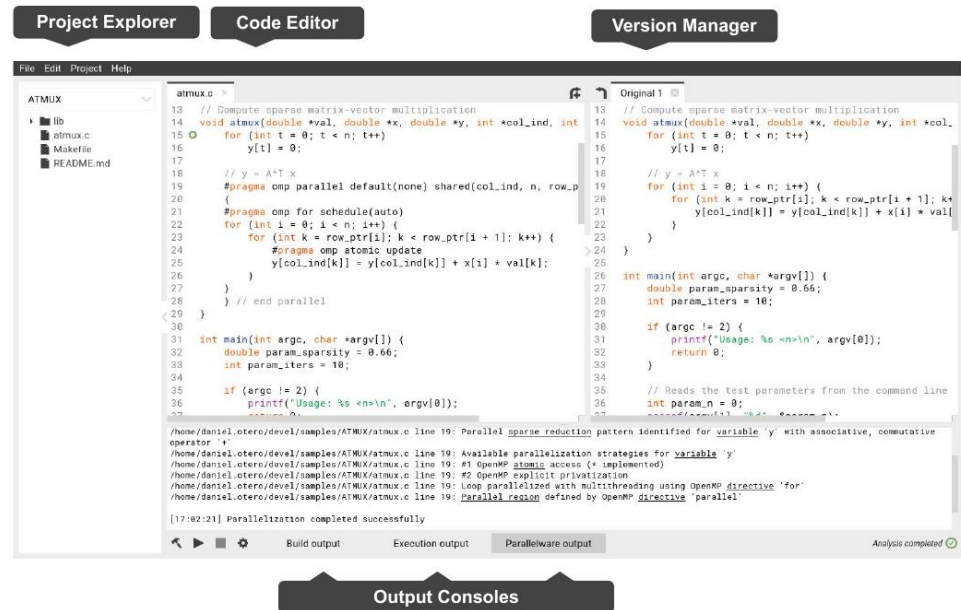 Project Explorer
Code Editor
Version Manager
File Edit Project Help
ATMUX
lib
atmux.c
Makefile
README.md
atmux.c ×
13 // Compute sparse matrix-vector multiplication
14 void atmux(double *val, double *x, double *y, int *col_ind, int
15 for (int t = 0; t < n; t++)
16 y[t] = 0;
17
18 // y = A^T x
19 #pragma omp parallel default(none) shared(col_ind, n, row_p
20 {
21 #pragma omp for schedule(auto)
22 for (int i = 0; i < n; i++) {
23 for (int k = row_ptr[i]; k < row_ptr[i + 1]; k++) {
24 #pragma omp atomic update
25 y[col_ind[k]] = y[col_ind[k]] + x[i] * val[k];
26 }
27 }
28 } // end parallel
29 }
30
31 int main(int argc, char *argv[]) {
32 double param_sparsity = 0.66;
33 int param_iters = 10;
34
35 if (argc != 2) {
36 printf("Usage: %s <n>\n", argv[0]);
Original 1
13 // Compute sparse matrix-vector multiplication
14 void atmux(double *val, double *x, double *y, int *col_
15 for (int t = 0; t < n; t++)
16 y[t] = 0;
17
18 // y = A^T x
19 for (int i = 0; i < n; i++) {
20 for (int k = row_ptr[i]; k < row_ptr[i + 1]; k+
21 y[col_ind[k]] = y[col_ind[k]] + x[i] * val[
22 }
23 }
24 }
25
26 int main(int argc, char *argv[]) {
27 double param_sparsity = 0.66;
28 int param_iters = 10;
29
30 if (argc != 2) {
31 printf("Usage: %s <n>\n", argv[0]);
32 return 0;
33 }
34
35 // Reads the test parameters from the command line
36 int param_n = 0;
/home/daniel.otero/devel/samples/ATMUX/atmux.c line 19: Parallel sparse reduction pattern identified for variable 'y' with associative, commutative
operator '+'
/home/daniel.otero/devel/samples/ATMUX/atmux.c line 19: Available parallelization strategies for variable 'y'
/home/daniel.otero/devel/samples/ATMUX/atmux.c line 19: #1 OpenMP atomic access (* implemented)
/home/daniel.otero/devel/samples/ATMUX/atmux.c line 19: #2 OpenMP explicit privatization
/home/daniel.otero/devel/samples/ATMUX/atmux.c line 19: Loop parallelized with multithreading using OpenMP directive 'for'
/home/daniel.otero/devel/samples/ATMUX/atmux.c line 19: Parallel region defined by OpenMP directive 'parallel'
[17:02:21] Parallelization completed successfully
Build output
Execution output
Parallelware output
Analysis completed
Output Consoles